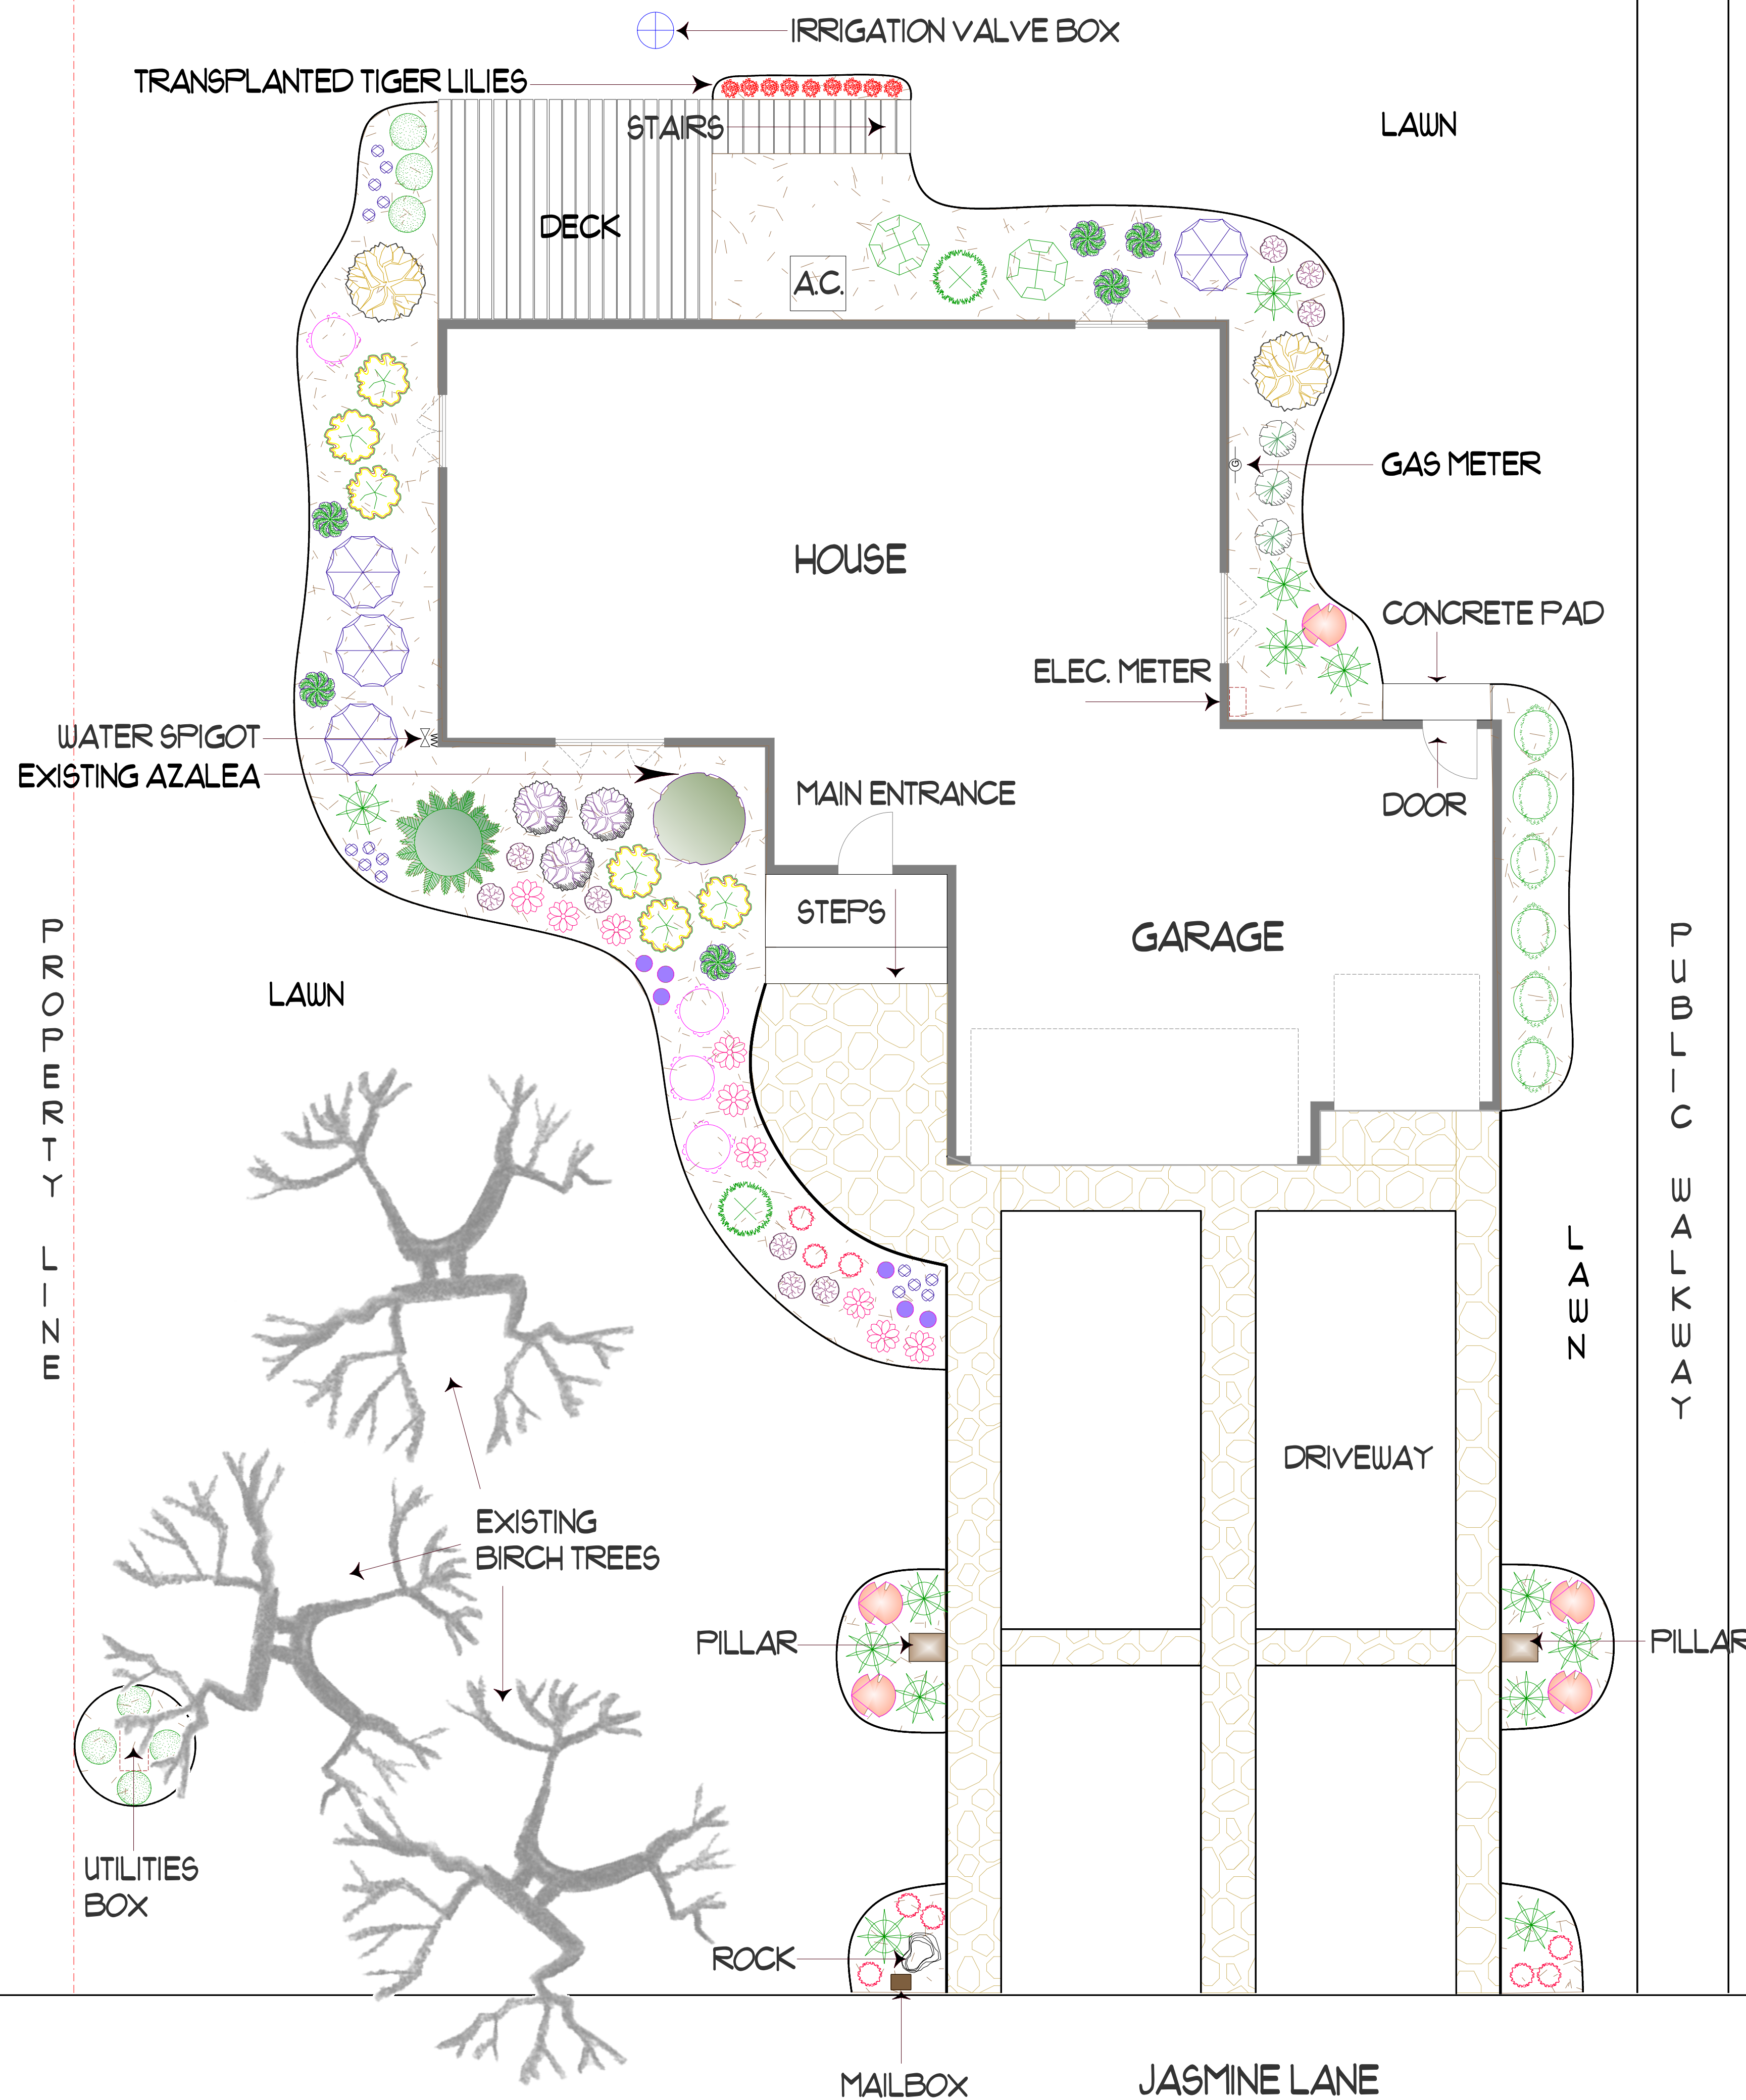 IRRIGATION VALVE BOX
TRANSPLANTED TIGER LILIES
STAIRS
LAWN
DECK
A.C.
GAS METER
G
HOUSE
CONCRETE PAD
ELEC. METER
WATER SPIGOT
EXISTING AZALEA
MAIN ENTRANCE
DOOR
STEPS
GARAGE
PROPERTY LINE
PUBLIC WALKWAY
LAWN
LAWN
DRIVEWAY
EXISTING
BIRCH TREES
PILLAR
PILLAR
UTILITIES
BOX
ROCK
MAILBOX
JASMINE LANE